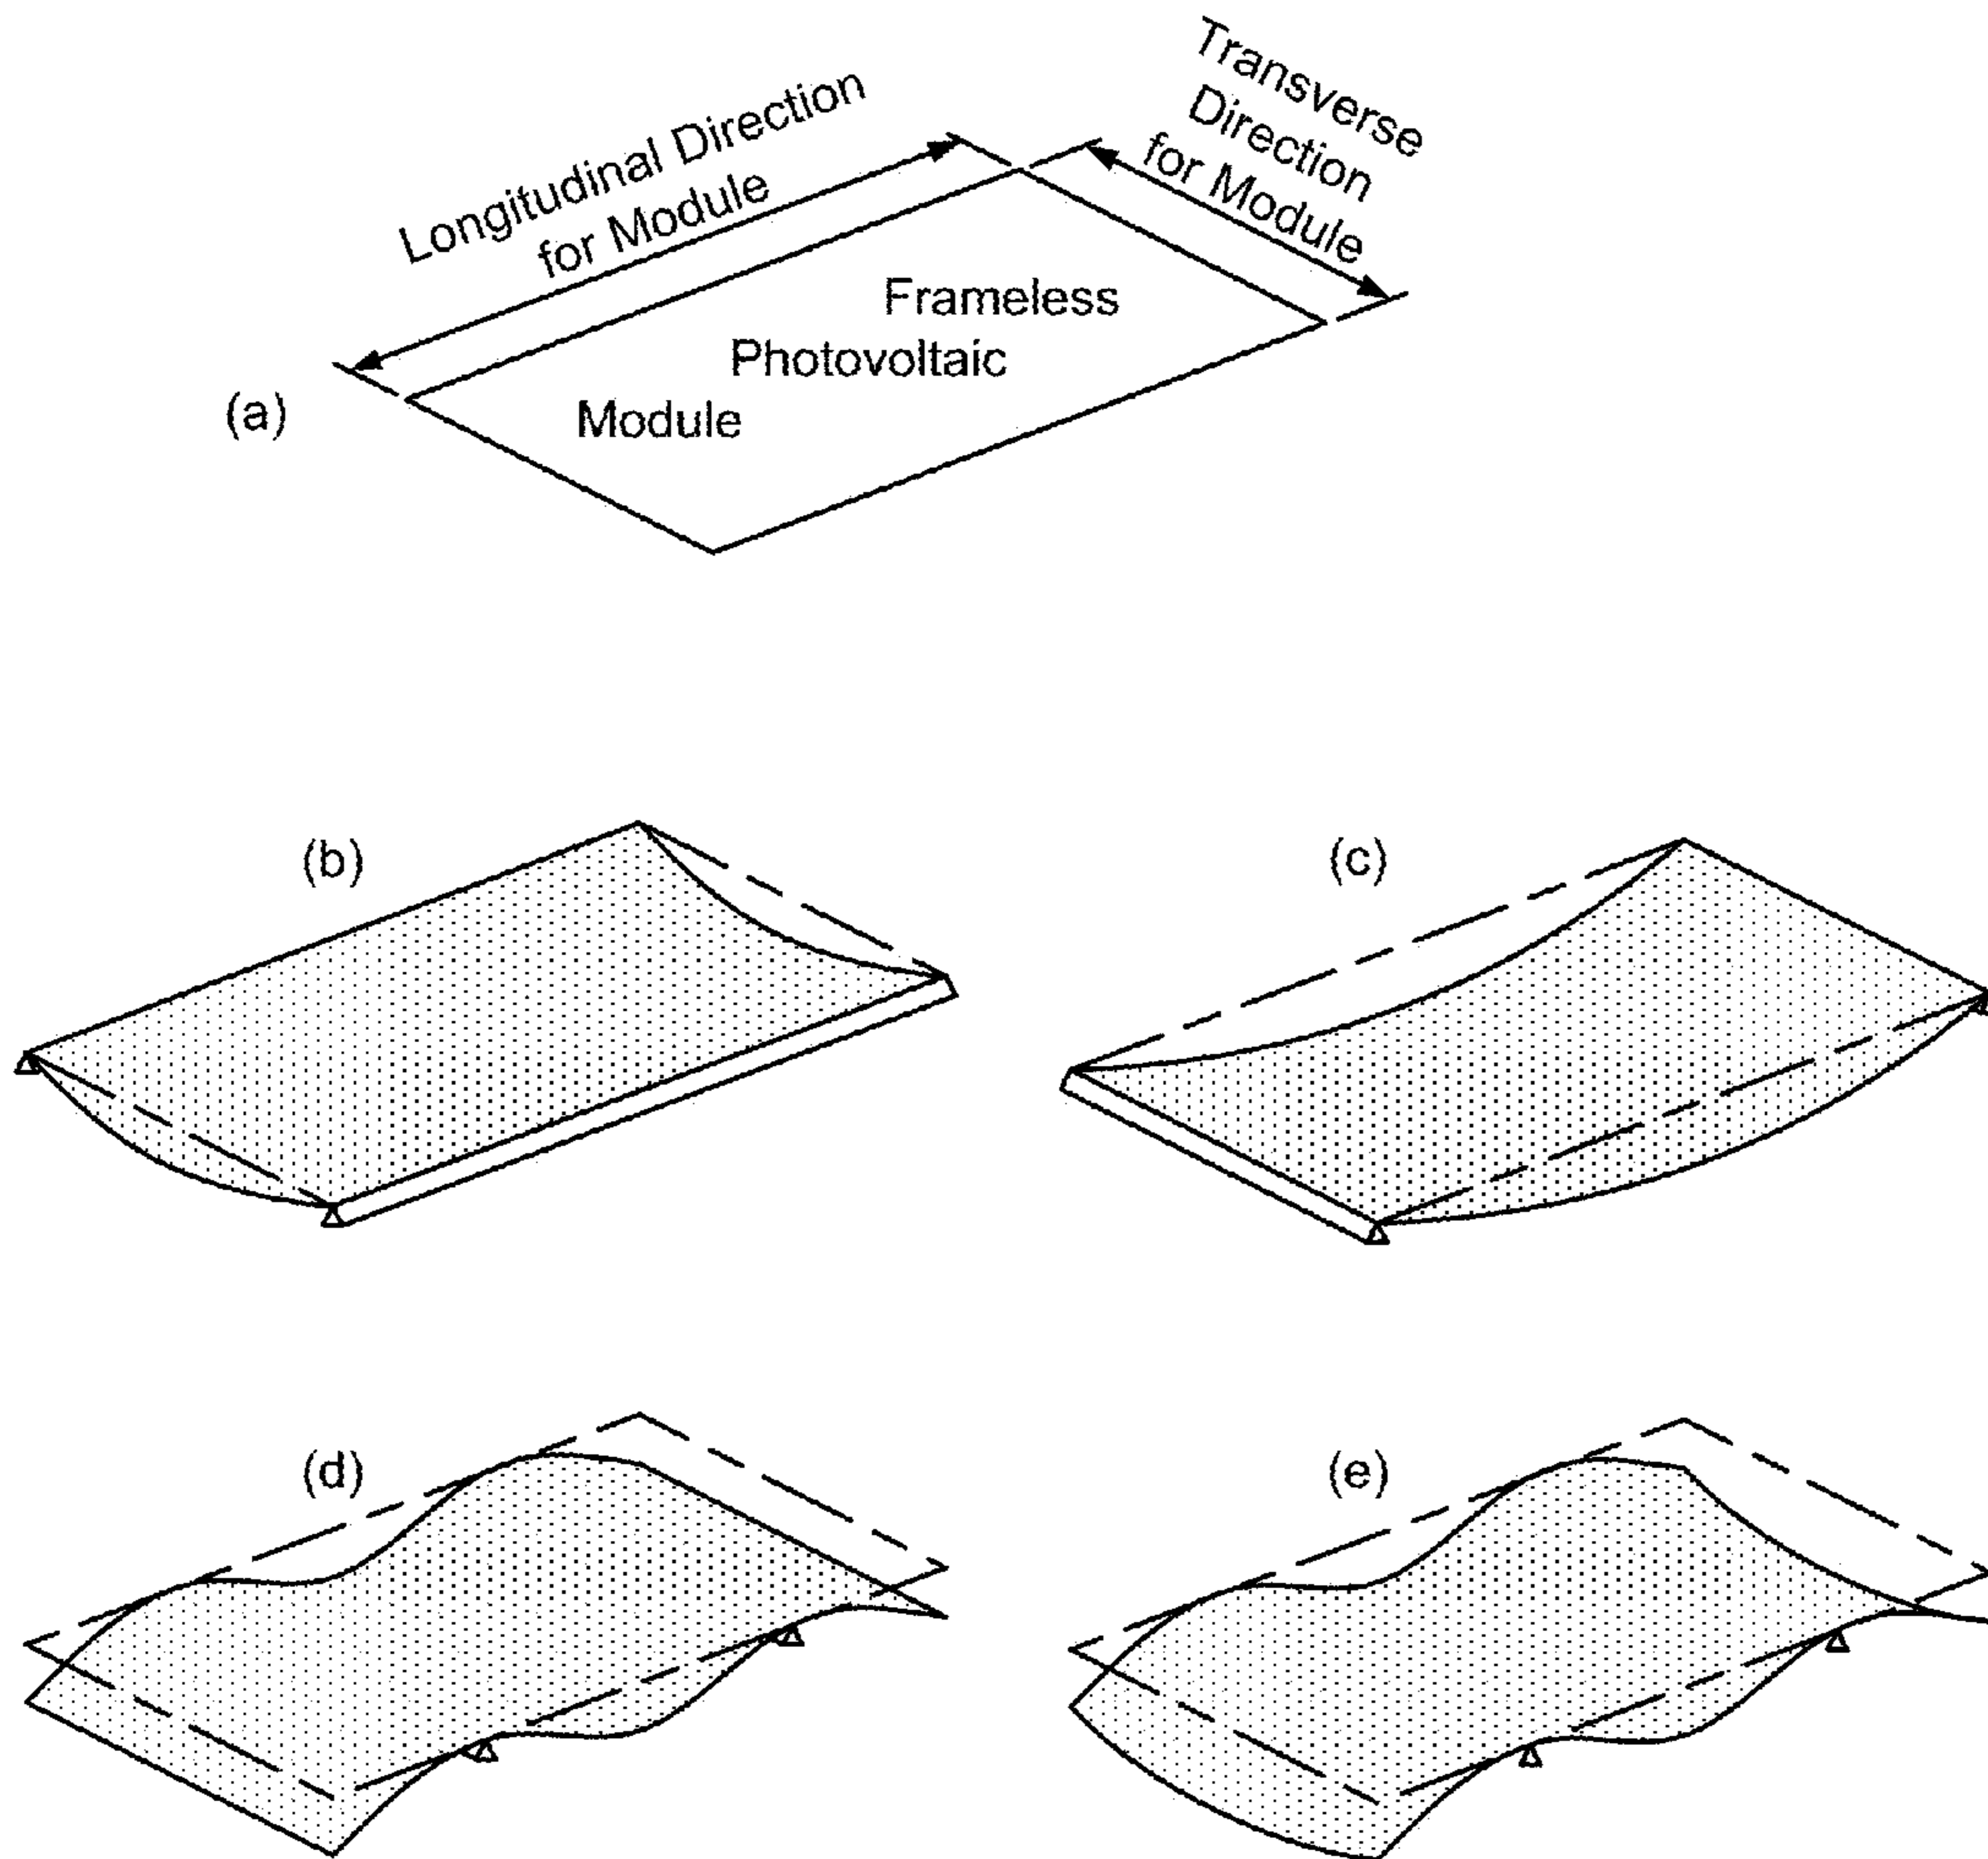 Longitudinal Direction
for Module
Transverse
Direction
for Module
Frameless
Photovoltaic
Module
(a)
(b)
(c)
(d)
(e)